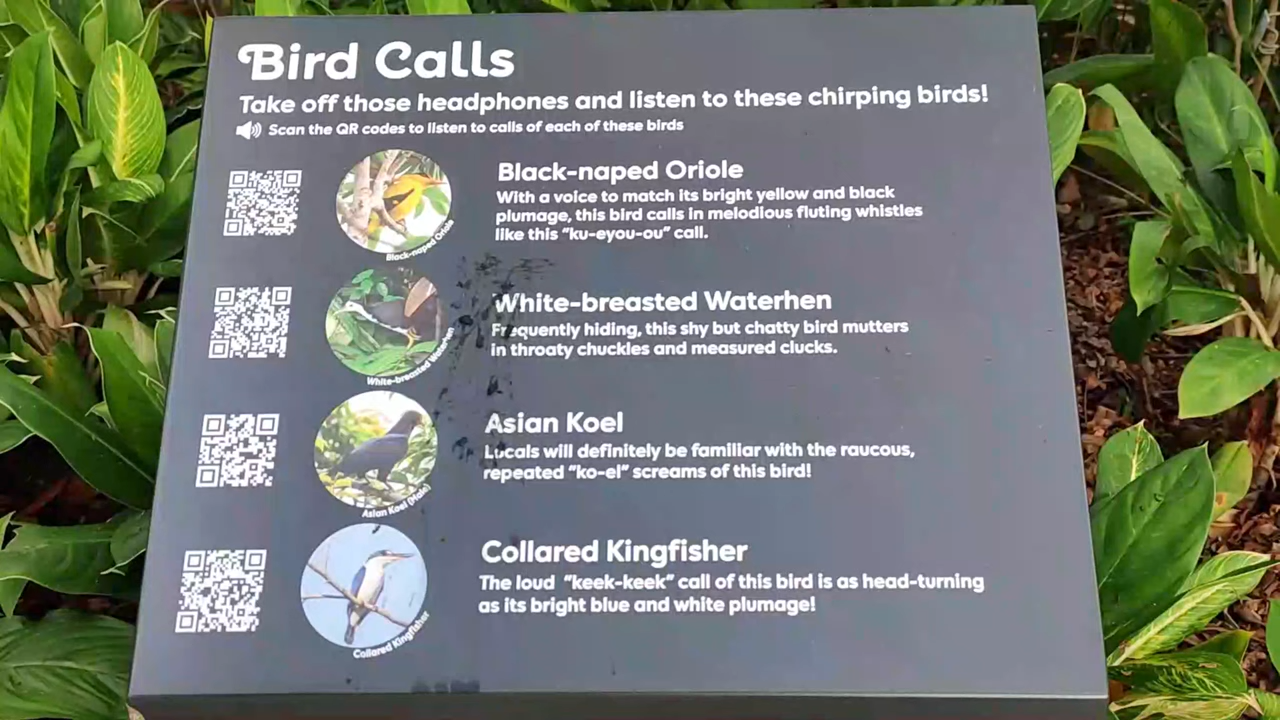 Bird Calls
Take off those headphones and listen to these chirping birds!
Scan the QR codes to listen to calls of each of these birds
Black-naped Oriole
With a voice to match its bright yellow and black
plumage, this bird calls in melodious fluting whistles
like this "ku-eyou-ou" call.
Black-naped Oriole
White-breasted Waterhen
Frequently hiding, this shy but chatty bird mutters
in throaty chuckles and measured clucks.
White-breasted Waterhen
Asian Koel
Locals will definitely be familiar with the raucous,
repeated "ko-el" screams of this bird!
Asian Koel (Male)
Collared Kingfisher
The loud "keek-keek" call of this bird is as head-turning
as its bright blue and white plumage!
Collared Kingfisher